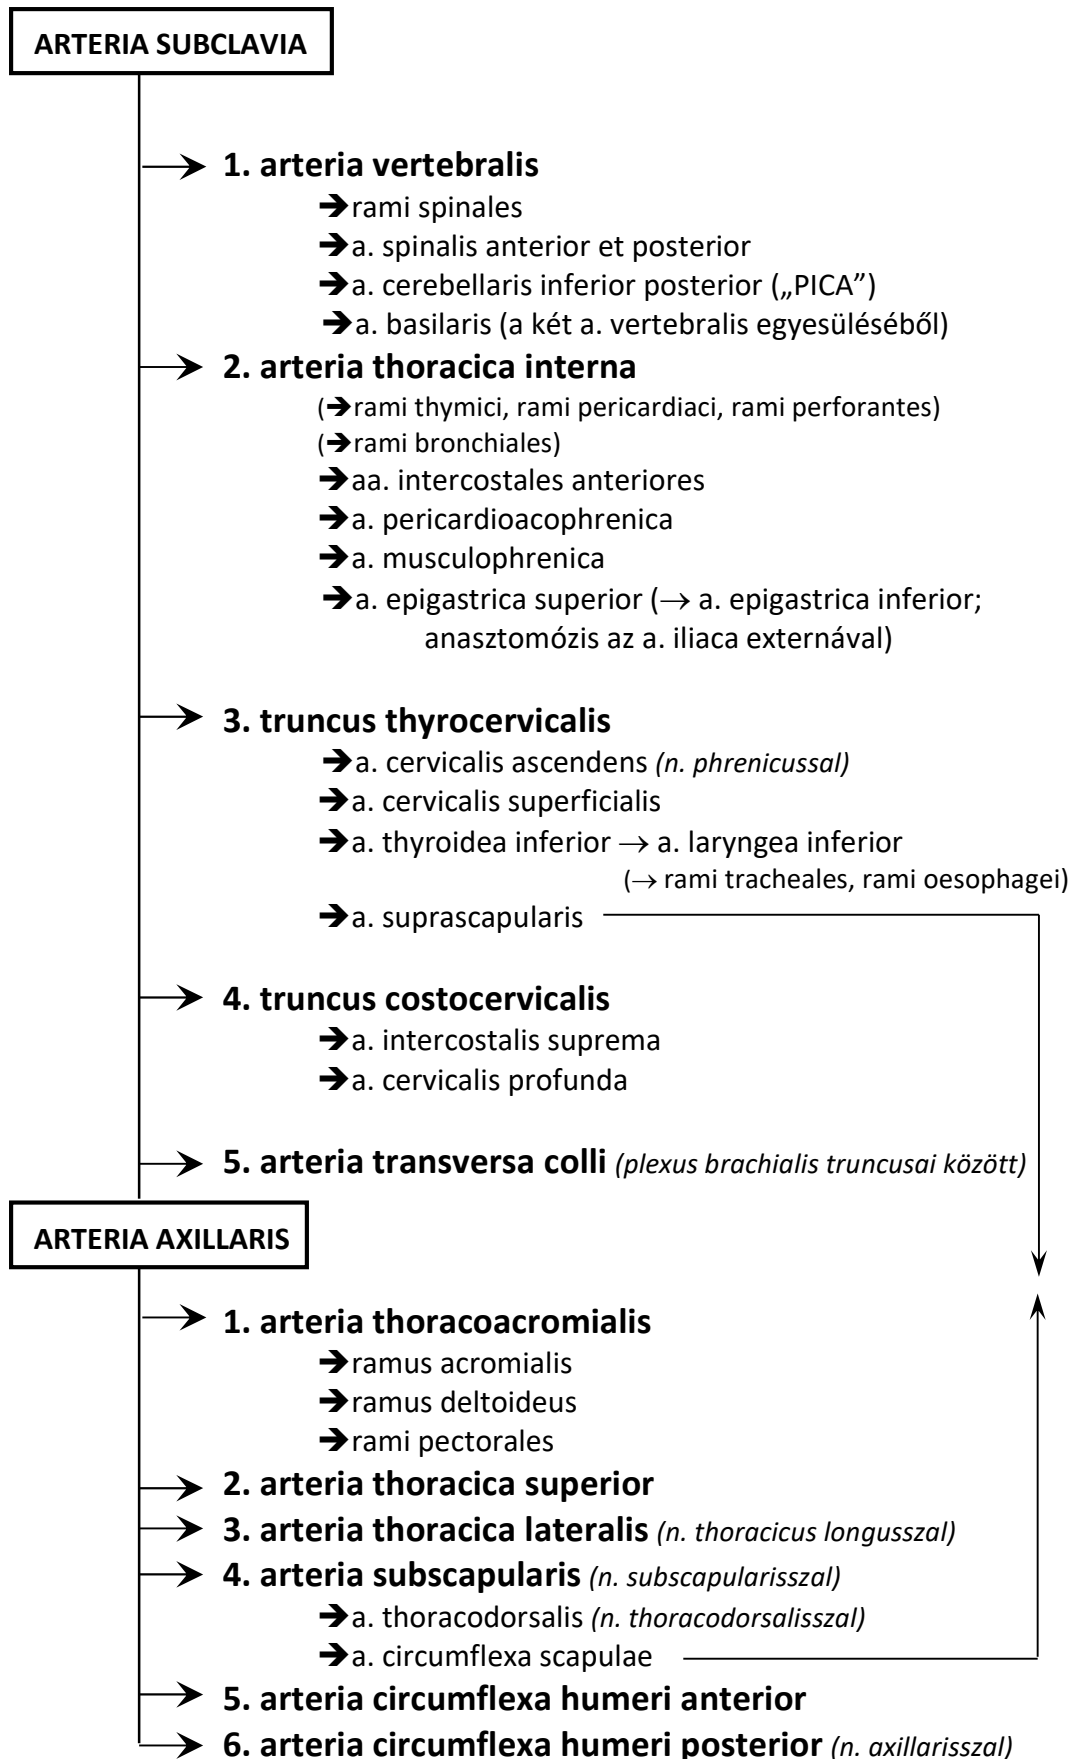 ARTERIA SUBCLAVIA
1. arteria vertebralis
➔rami spinales
➔a. spinalis anterior et posterior
➔a. cerebellaris inferior posterior („PICA”)
➔a. basilaris (a két a. vertebralis egyesüléséből)
2. arteria thoracica interna
(➔rami thymici, rami pericardiaci, rami perforantes)
(➔rami bronchiales)
➔aa. intercostales anteriores
➔a. pericardioacophrenica
➔a. musculophrenica
➔a. epigastrica superior (→ a. epigastrica inferior;
anasztomózis az a. iliaca externával)
3. truncus thyrocervicalis
➔a. cervicalis ascendens (n. phrenicussal)
➔a. cervicalis superficialis
➔a. thyroidea inferior → a. laryngea inferior
(→ rami tracheales, rami oesophagei)
➔a. suprascapularis
4. truncus costocervicalis
➔a. intercostalis suprema
➔a. cervicalis profunda
5. arteria transversa colli (plexus brachialis truncusai között)
ARTERIA AXILLARIS
1. arteria thoracoacromialis
➔ramus acromialis
➔ramus deltoideus
➔rami pectorales
2. arteria thoracica superior
3. arteria thoracica lateralis (n. thoracicus longusszal)
4. arteria subscapularis (n. subscapularisszal)
➔a. thoracodorsalis (n. thoracodorsalisszal)
➔a. circumflexa scapulae
5. arteria circumflexa humeri anterior
6. arteria circumflexa humeri posterior (n. axillarisszal)